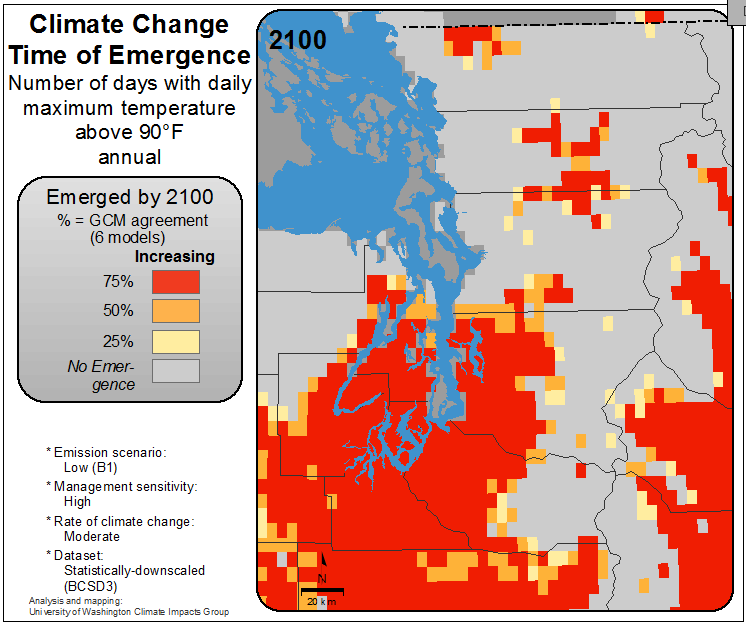 Climate Change
Time of Emergence
Number of days with daily
maximum temperature
above 90°F
annual
Emerged by 2100
% = GCM agreement
(6 models)
Increasing
75%
50%
25%
No Emer-
gence
* Emission scenario:
Low (B1)
* Management sensitivity:
High
* Rate of climate change:
Moderate
* Dataset:
Statistically-downscaled
(BCSD3)
Analysis and mapping:
University of Washington Climate Impacts Group
2100
N
20 km